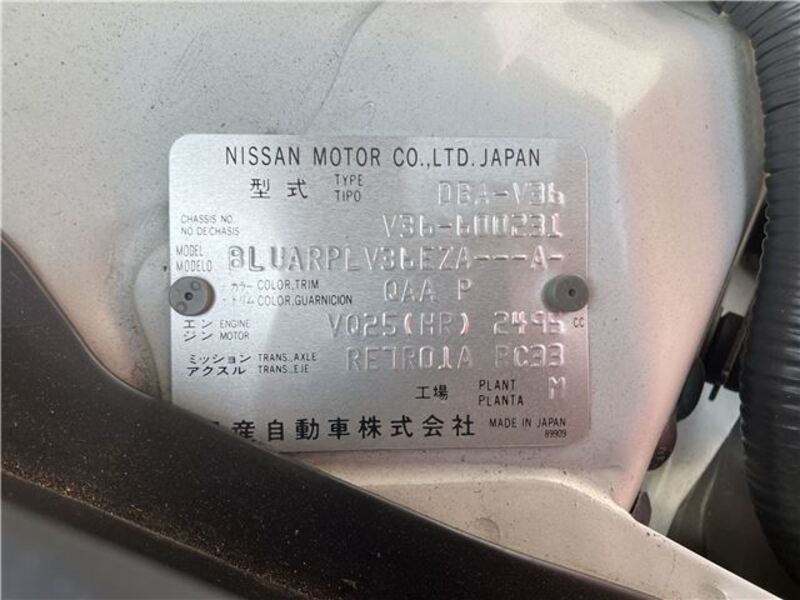 NISSAN MOTOR CO.,LTD. JAPAN
型式 TYPE TIPO DBA-V36
CHASSIS NO. NO DE CHASIS V36-600231
MODEL MODELO BLUARPLV36EZA---A-
カラー COLOR,TRIM
トリム COLOR,GUARNICION QAA P
エンジン ENGINE MOTOR VQ25(HR) 2495 CC
ミッション TRANS.,AXLE
アクスル TRANS.,EJE RE7R01A RC33
工場 PLANT PLANTA M
産自動車株式会社 MADE IN JAPAN
89909